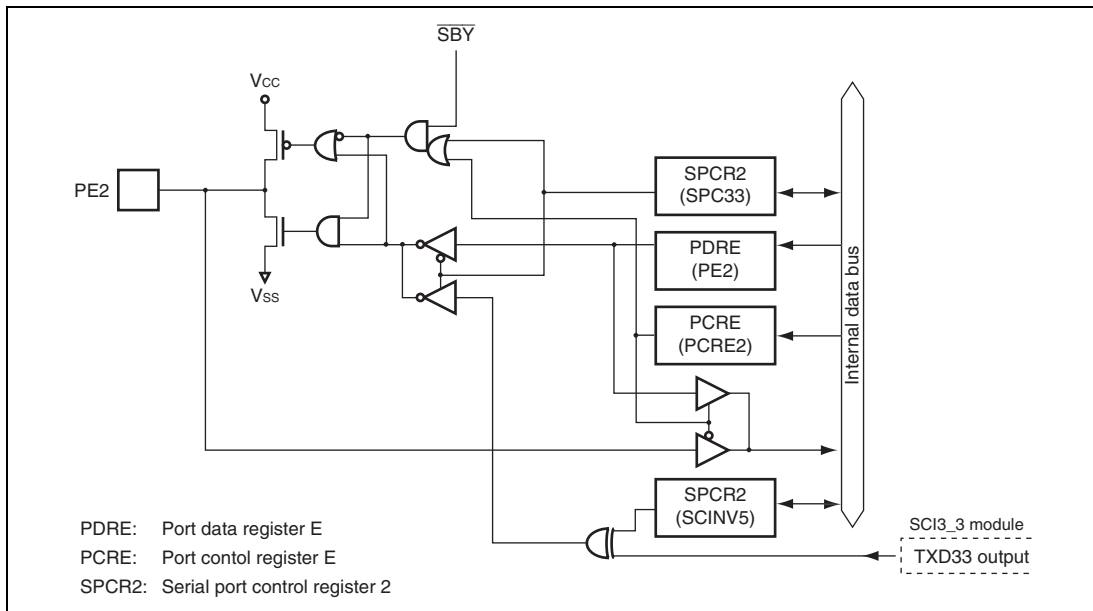 SBY
Vcc
PE2
Vss
SPCR2
(SPC33)
PDRE
(PE2)
PCRE
(PCRE2)
Internal data bus
SPCR2
(SCINV5)
SCI3_3 module
TXD33 output
PDRE: Port data register E
PCRE: Port contol register E
SPCR2: Serial port control register 2